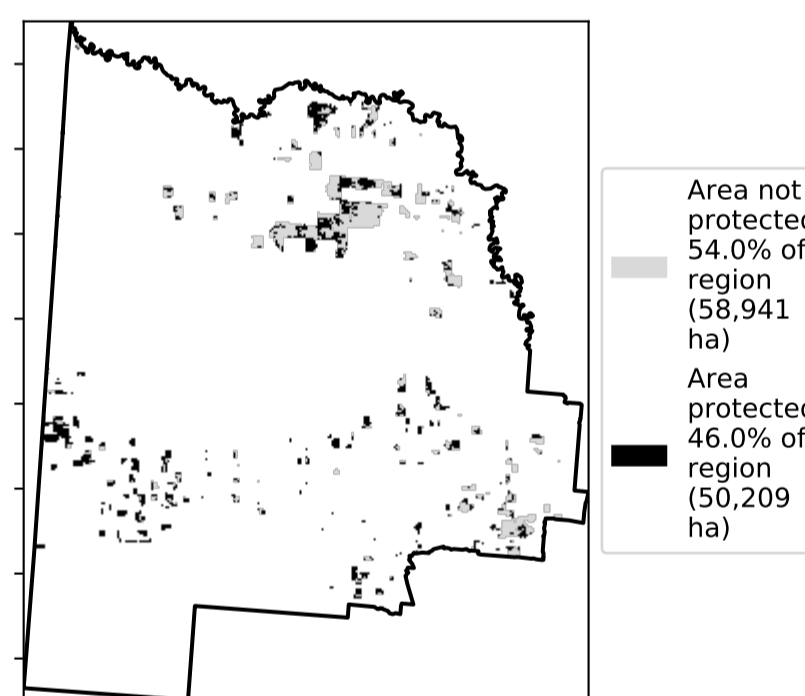 Area not
protected
54.0% of
region
(58,941
ha)
Area
protected
46.0% of
region
(50,209
ha)